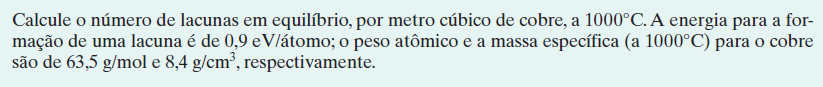 Calcule o número de lacunas em equilíbrio, por metro cúbico de cobre, a 1000°C. A energia para a for-
mação de uma lacuna é de 0,9 eV/átomo; o peso atômico e a massa específica (a 1000°C) para o cobre
são de 63,5 g/mol e 8,4 g/cm³, respectivamente.